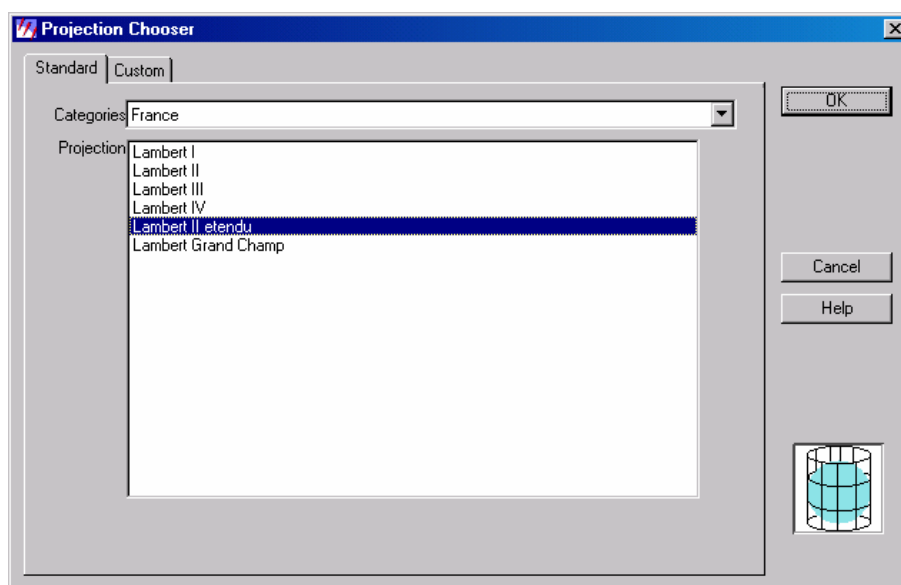 Projection Chooser
Standard
Custom
Categories
France
Projection
Lambert I
Lambert II
Lambert III
Lambert IV
Lambert II etendu
Lambert Grand Champ
OK
Cancel
Help